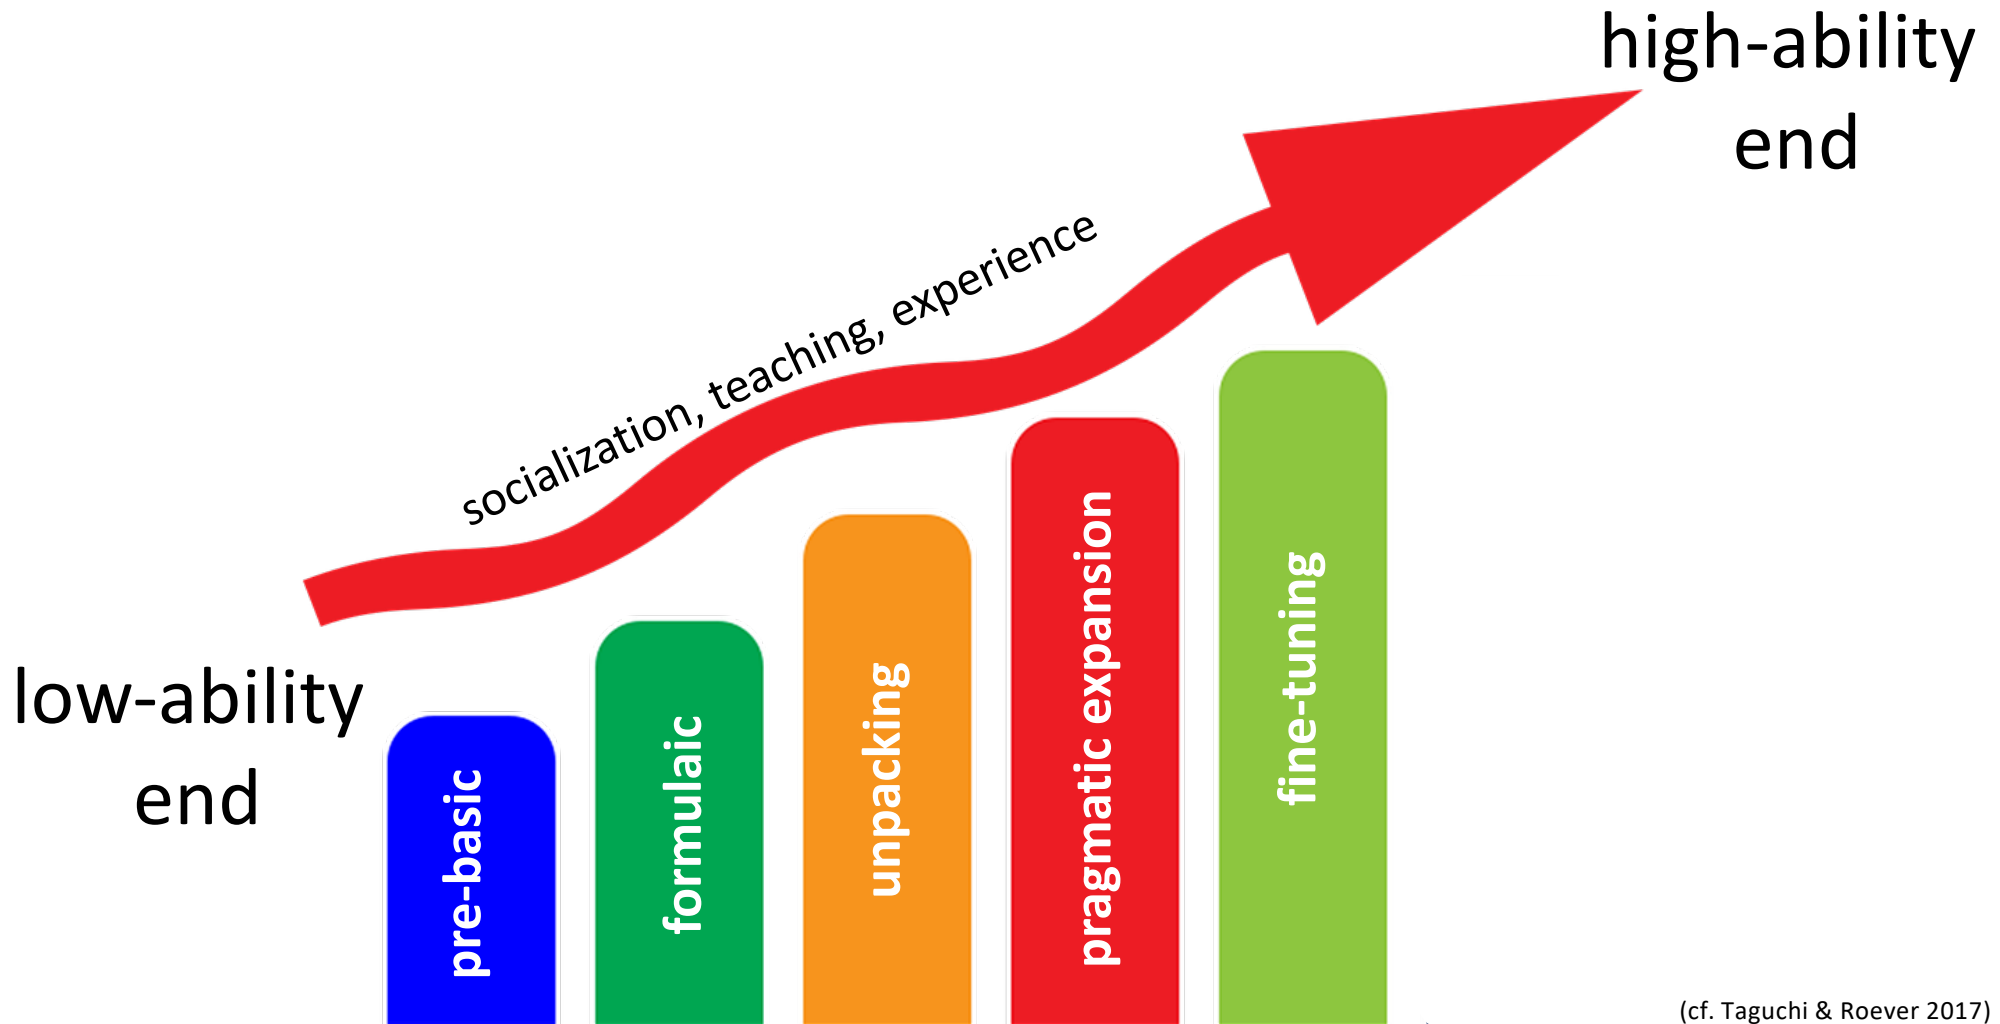 high-ability
end
socialization, teaching, experience
low-ability
end
pre-basic
formulaic
unpacking
pragmatic expansion
fine-tuning
(cf. Taguchi & Roever 2017)